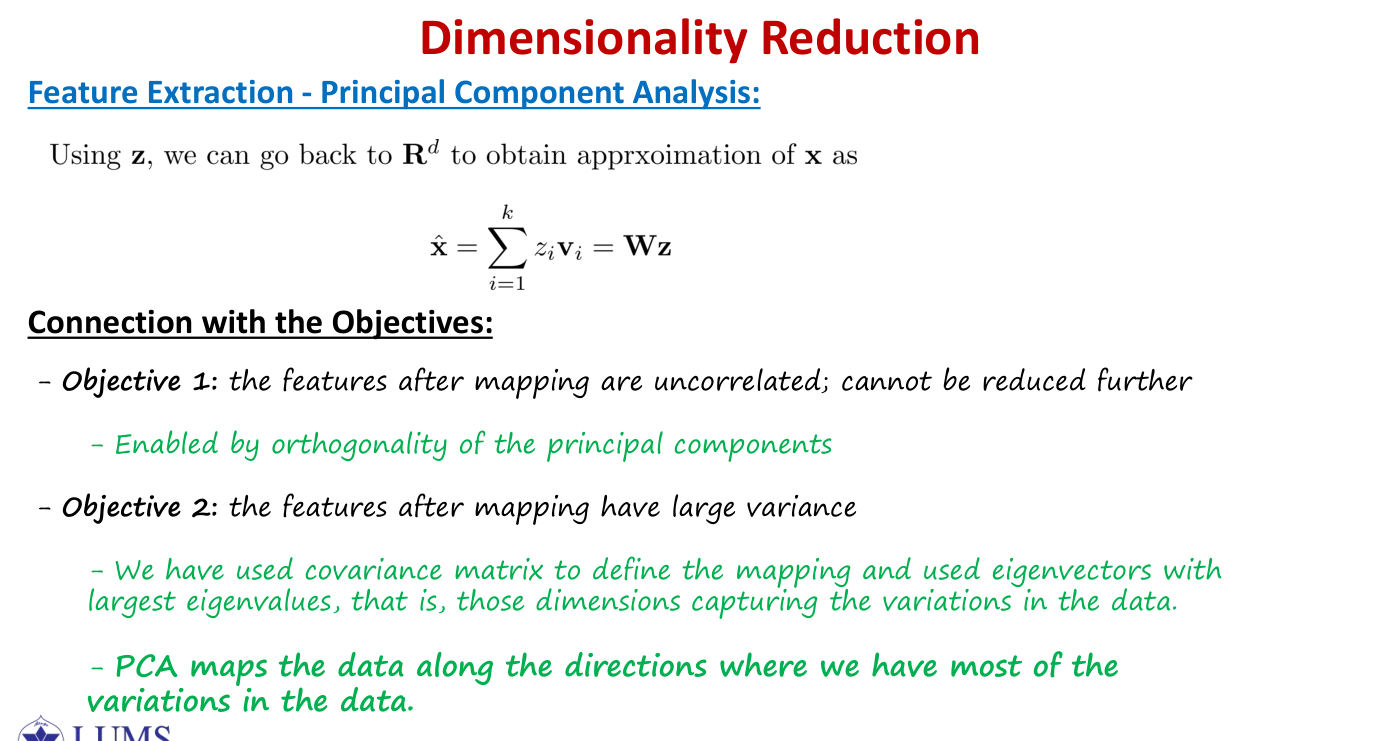 Dimensionality Reduction
Feature Extraction - Principal Component Analysis:
Using z, we can go back to R^d to obtain apprxoimation of x as
x̂ = ∑_{i=1}^{k} z_i v_i = Wz
Connection with the Objectives:
- Objective 1: the features after mapping are uncorrelated; cannot be reduced further
- Enabled by orthogonality of the principal components
- Objective 2: the features after mapping have large variance
- We have used covariance matrix to define the mapping and used eigenvectors with
largest eigenvalues, that is, those dimensions capturing the variations in the data.
- PCA maps the data along the directions where we have most of the
variations in the data.
LUMS